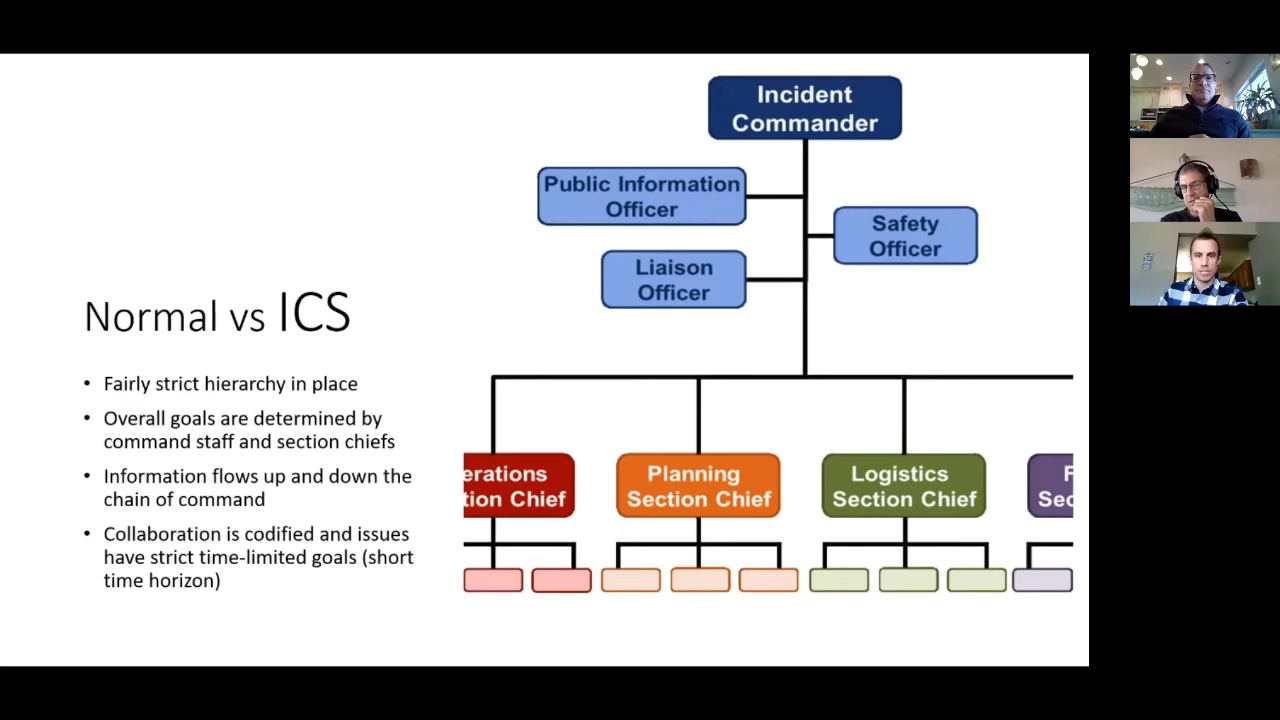 Incident
Commander
Public Information
Officer
Safety
Officer
Liaison
Officer
Normal vs ICS
• Fairly strict hierarchy in place
• Overall goals are determined by
command staff and section chiefs
• Information flows up and down the
chain of command
• Collaboration is codified and issues
have strict time-limited goals (short
time horizon)
erations
tion Chief
Planning
Section Chief
Logistics
Section Chief
F
Sec